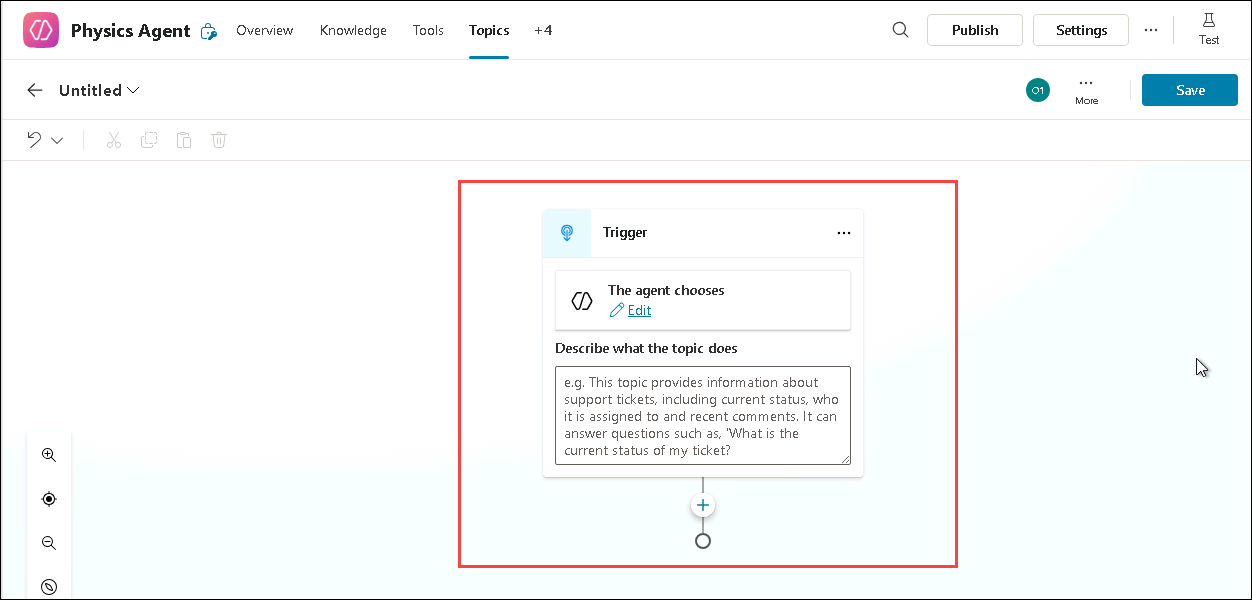 Physics Agent
Overview
Knowledge
Tools
Topics
+4
Publish
Settings
Test
Untitled
O1
More
Save
Trigger
The agent chooses
Edit
Describe what the topic does
e.g. This topic provides information about
support tickets, including current status, who
it is assigned to and recent comments. It can
answer questions such as, 'What is the
current status of my ticket?